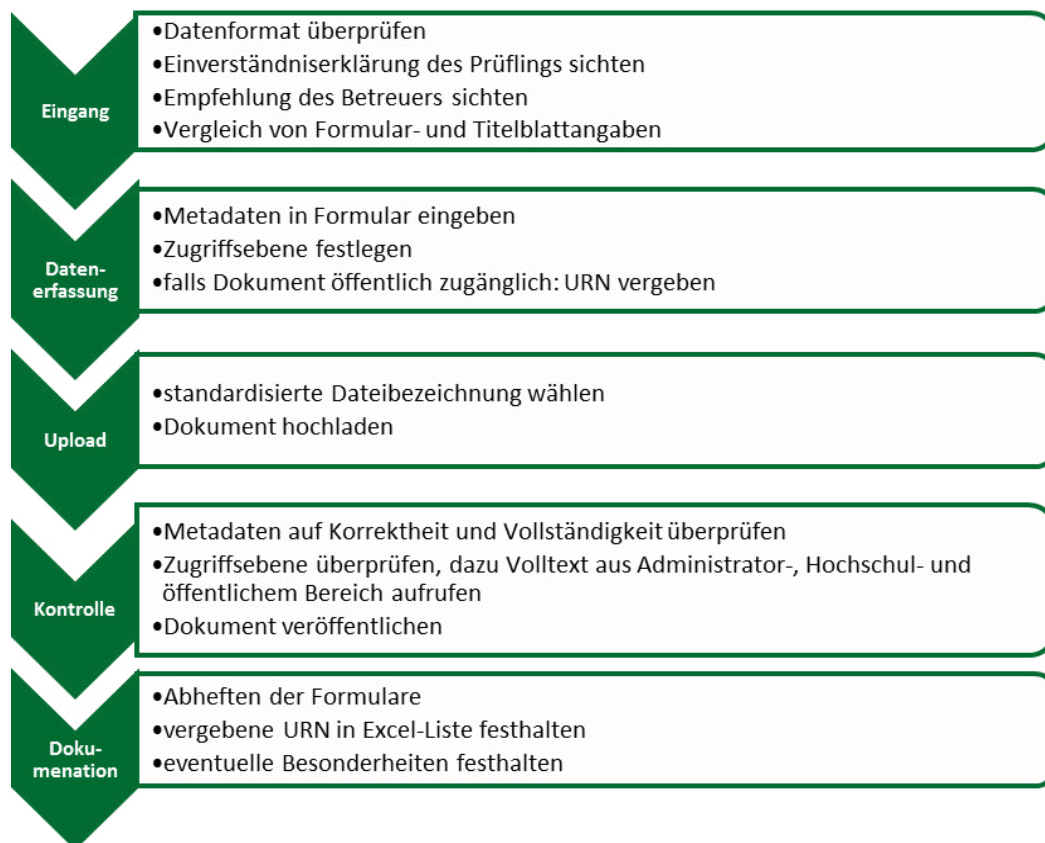 Eingang
•Datenformat überprüfen
•Einverständniserklärung des Prüflings sichten
•Empfehlung des Betreuers sichten
•Vergleich von Formular- und Titelblattangaben
Daten-
erfassung
•Metadaten in Formular eingeben
•Zugriffsebene festlegen
•falls Dokument öffentlich zugänglich: URN vergeben
Upload
•standardisierte Dateibezeichnung wählen
•Dokument hochladen
Kontrolle
•Metadaten auf Korrektheit und Vollständigkeit überprüfen
•Zugriffsebene überprüfen, dazu Volltext aus Administrator-, Hochschul- und
öffentlichem Bereich aufrufen
•Dokument veröffentlichen
Doku-
menation
•Abheften der Formulare
•vergebene URN in Excel-Liste festhalten
•eventuelle Besonderheiten festhalten